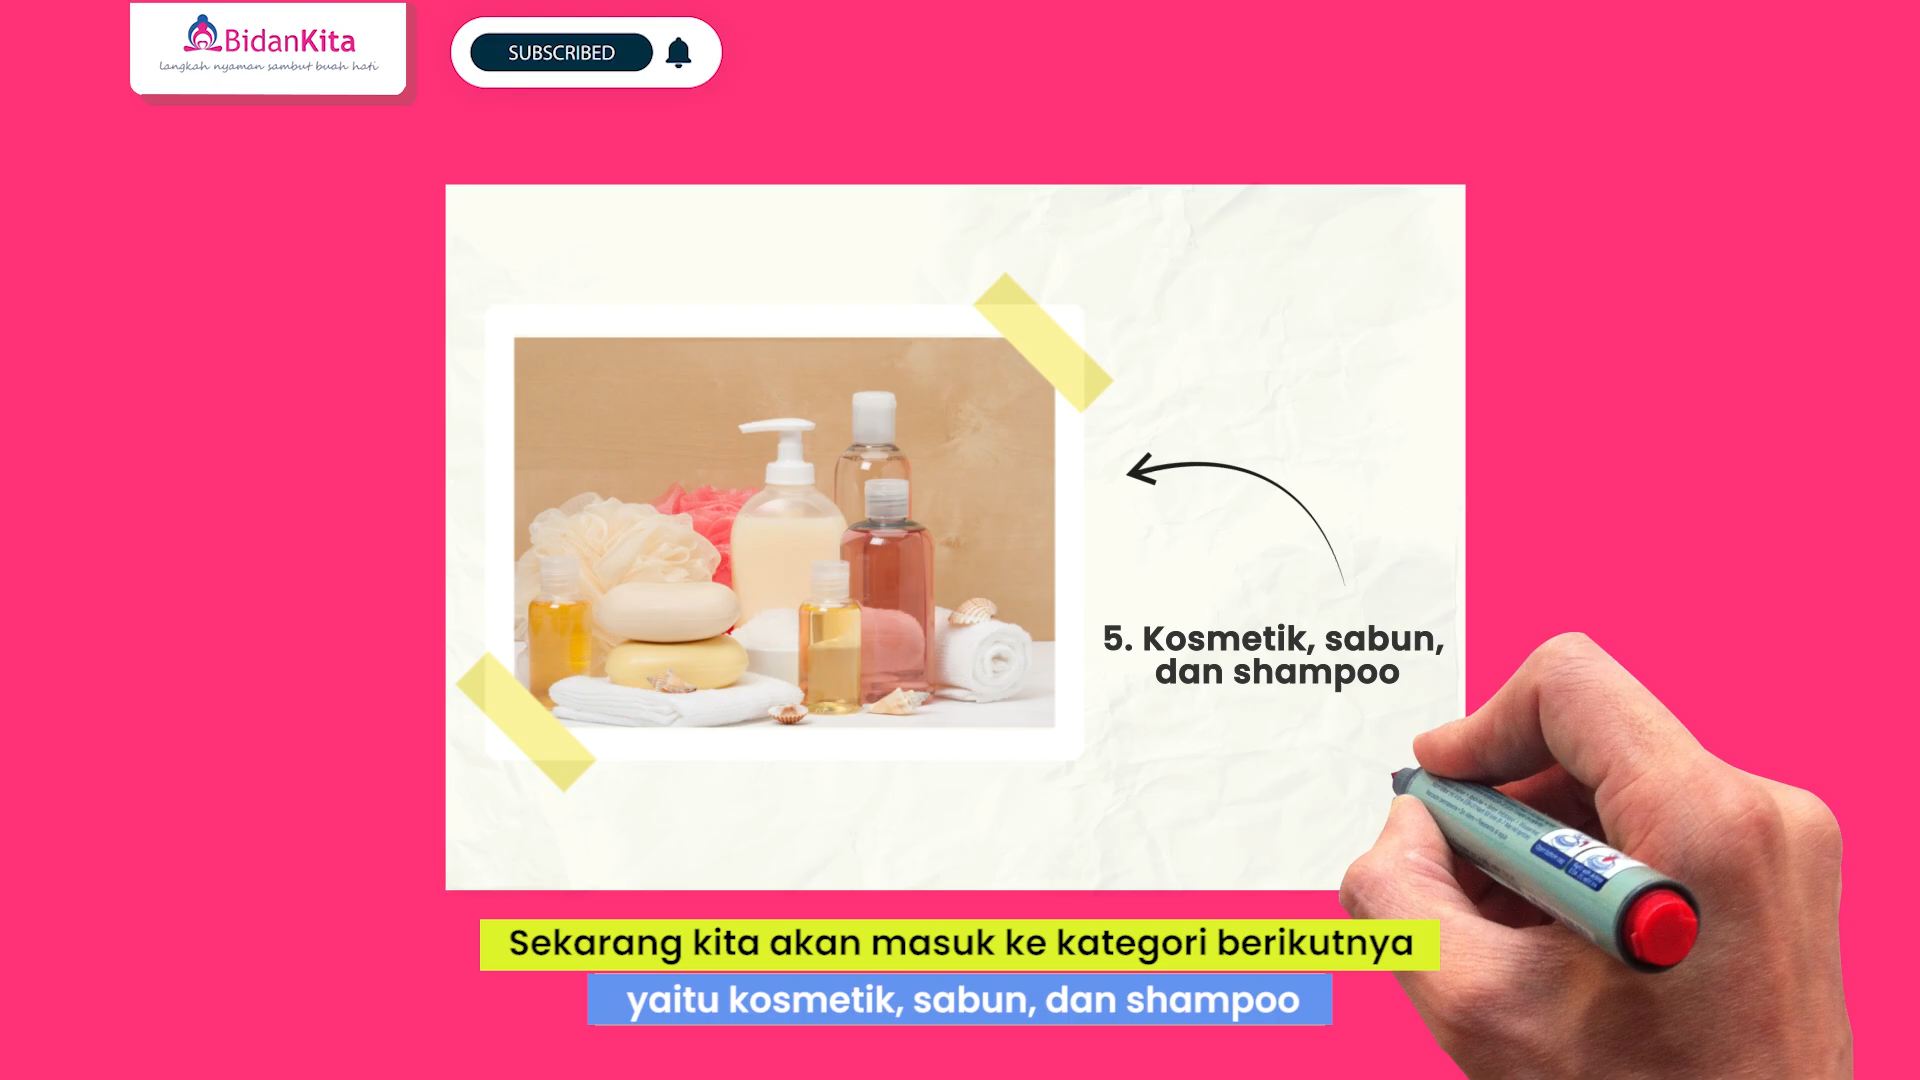 BidanKita
langkah nyaman sambut buah hati
SUBSCRIBED
5. Kosmetik, sabun,
dan shampoo
Sekarang kita akan masuk ke kategori berikutnya
yaitu kosmetik, sabun, dan shampoo